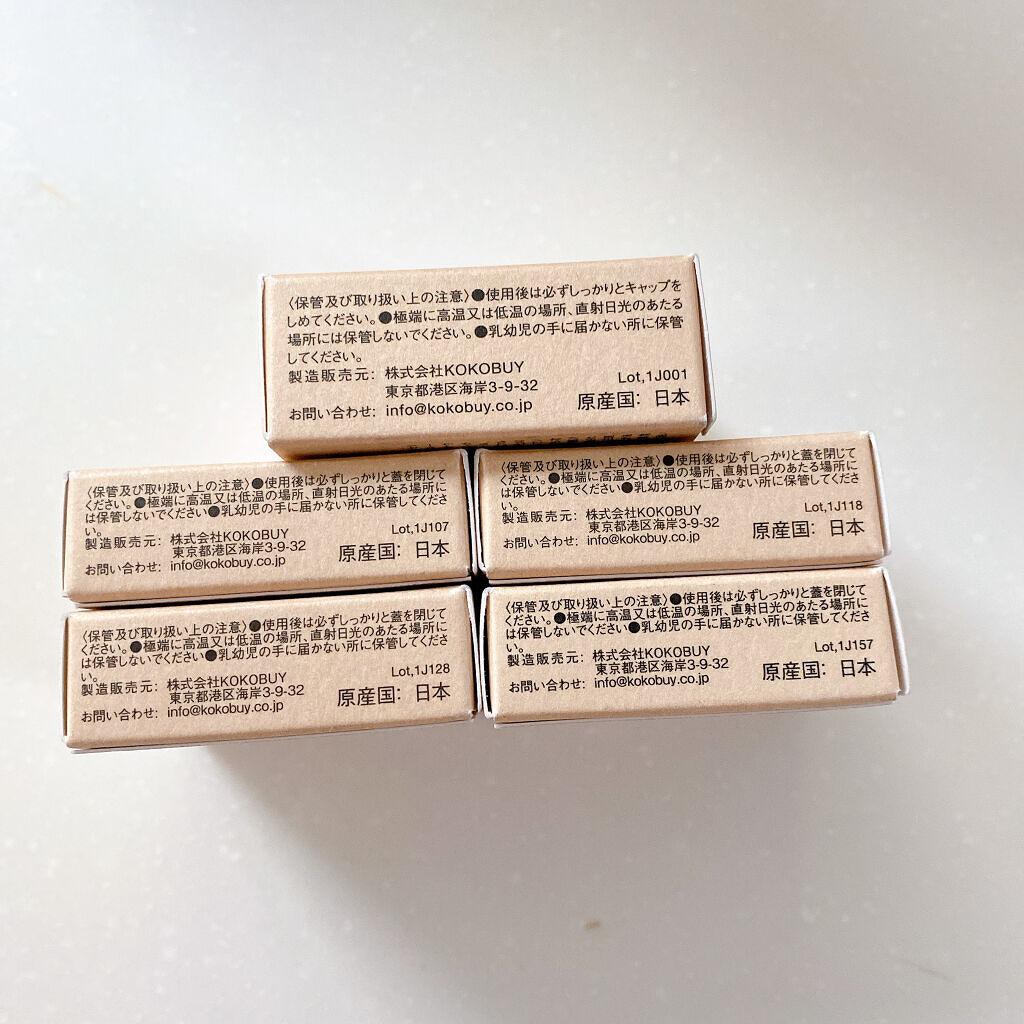 〈保管及び取り扱い上の注意〉●使用後は必ずしっかりとキャップを
しめてください。●極端に高温又は低温の場所、直射日光のあたる
場所には保管しないでください。●乳幼児の手に届かない所に保管
してください。
製造販売元: 株式会社KOKOBUY
東京都港区海岸3-9-32
お問い合わせ: info@kokobuy.co.jp
Lot,1J001
原産国: 日本
〈保管及び取り扱い上の注意〉●使用後は必ずしっかりと蓋を閉じて
ください。●極端に高温又は低温の場所、直射日光のあたる場所に
は保管しないでください●乳幼児の手に届かない所に保管してくださ
い。
製造販売元: 株式会社KOKOBUY
東京都港区海岸3-9-32
お問い合わせ: info@kokobuy.co.jp
Lot,1J107
原産国: 日本
〈保管及び取り扱い上の注意〉●使用後は必ずしっかりと蓋を閉じて
ください。●極端に高温又は低温の場所、直射日光のあたる場所に
は保管しないでください●乳幼児の手に届かない所に保管してくださ
い。
製造販売元: 株式会社KOKOBUY
東京都港区海岸3-9-32
お問い合わせ: info@kokobuy.co.jp
Lot,1J118
原産国: 日本
〈保管及び取り扱い上の注意〉●使用後は必ずしっかりと蓋を閉じて
ください。●極端に高温又は低温の場所、直射日光のあたる場所に
は保管しないでください●乳幼児の手に届かない所に保管してくださ
い。
製造販売元: 株式会社KOKOBUY
東京都港区海岸3-9-32
お問い合わせ: info@kokobuy.co.jp
Lot,1J128
原産国: 日本
〈保管及び取り扱い上の注意〉●使用後は必ずしっかりと蓋を閉じて
ください。●極端に高温又は低温の場所、直射日光のあたる場所に
は保管しないでください●乳幼児の手に届かない所に保管してくださ
い。
製造販売元: 株式会社KOKOBUY
東京都港区海岸3-9-32
お問い合わせ: info@kokobuy.co.jp
Lot,1J157
原産国: 日本